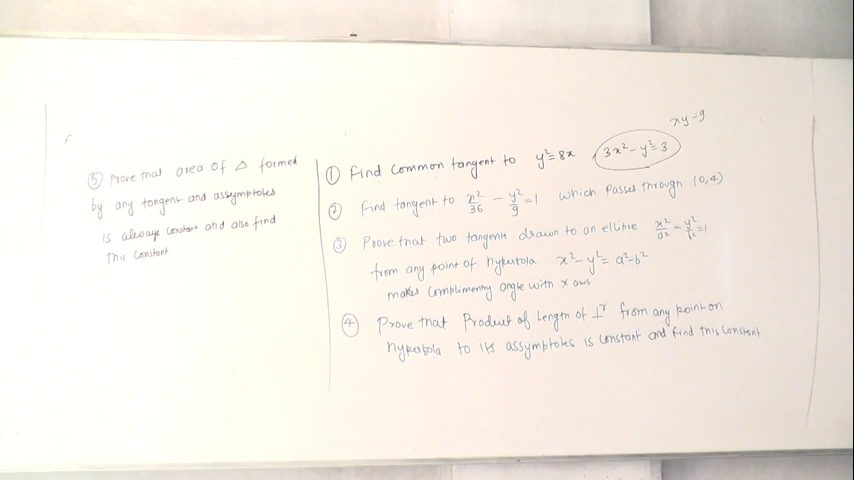 xy=9
① Find Common tangent to y²=8x 3x²-y²=3
② Find tangent to x²/36 - y²/9 = 1 which passes through (0,4)
③ Prove that two tangents drawn to an ellible x²/a² - y²/b² = 1
from any point of hyperbola x²-y² = a²-b²
makes complimentry angle with x axis
④ Prove that Product of Length of ⊥ʳ from any point on
hyperbola to its assymptotes is constant and find this constant
⑤ Prove that area of Δ formed
by any tangent and assymptotes
is always constant and also find
this constant